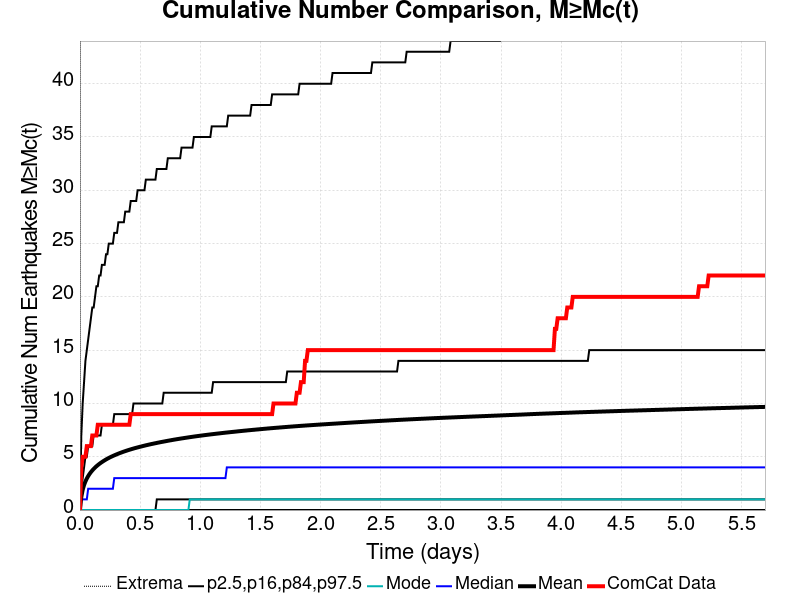 Cumulative Number Comparison, M≥Mc(t)
Cumulative Num Earthquakes M≥Mc(t)
40
35
30
25
20
15
10
5
0
0.0 0.5 1.0 1.5 2.0 2.5 3.0 3.5 4.0 4.5 5.0 5.5
Time (days)
Extrema p2.5,p16,p84,p97.5 Mode Median Mean ComCat Data